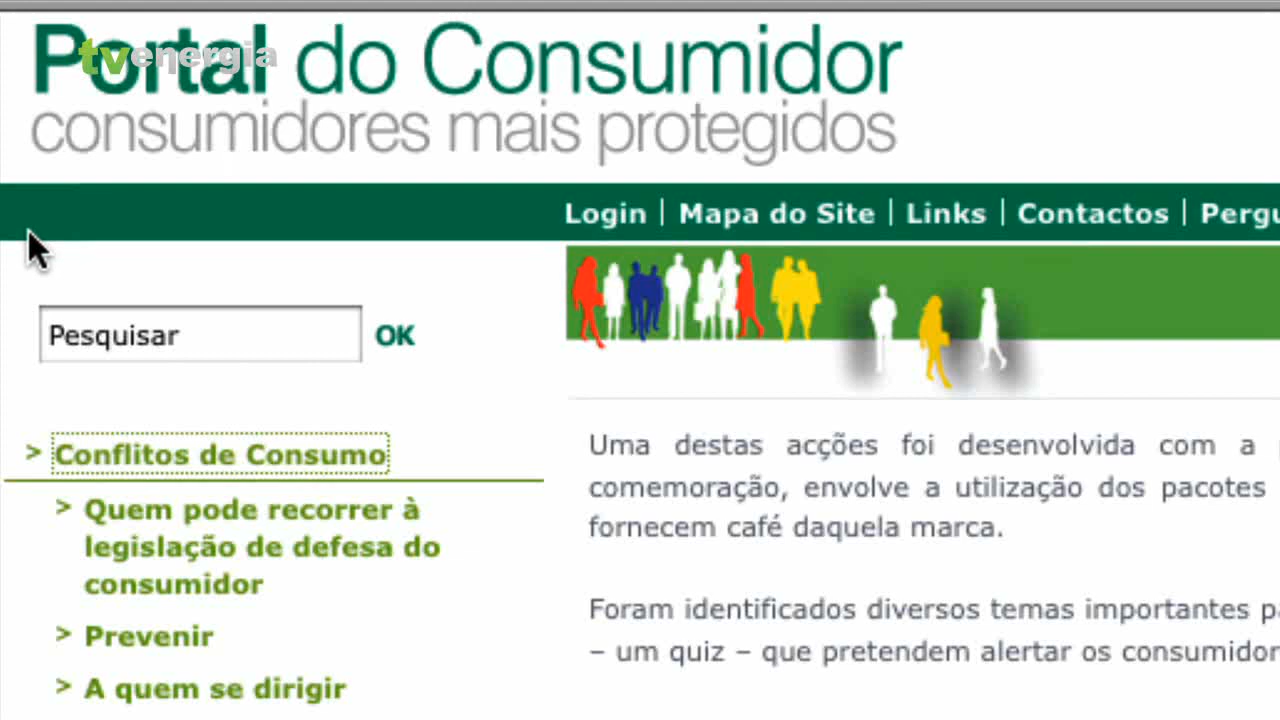 Portal do Consumidor
tvenergia
consumidores mais protegidos
Login | Mapa do Site | Links | Contactos |
Pesquisar OK
> Conflitos de Consumo
> Quem pode recorrer à
legislação de defesa do
consumidor
> Prevenir
> A quem se dirigir
Uma destas acções foi desenvolvida com a
comemoração, envolve a utilização dos pacotes
fornecem café daquela marca.
Foram identificados diversos temas importantes
– um quiz – que pretendem alertar os consumidor